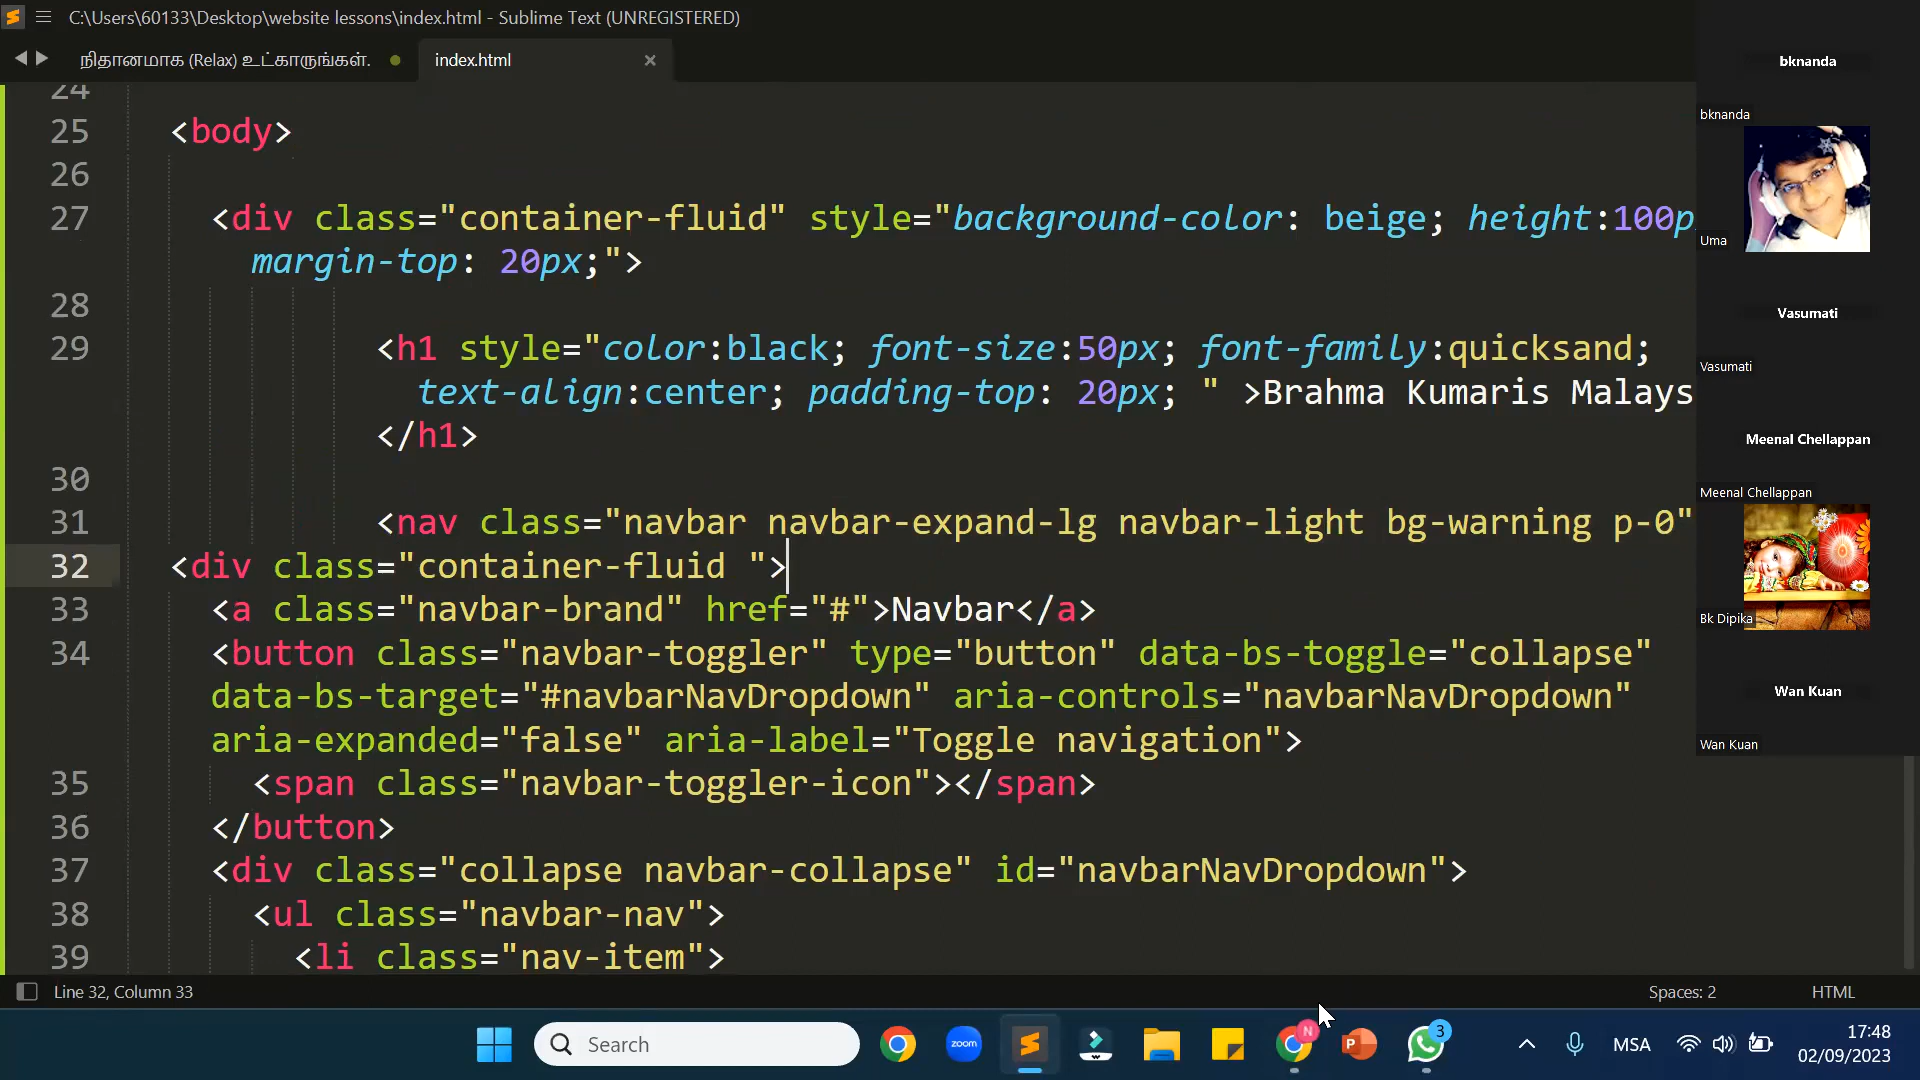 C:\Users\60133\Desktop\website lessons\index.html - Sublime Text (UNREGISTERED)
நிதானமாக (Relax) உட்காருங்கள்.
index.html
24
25 <body>
26
27 <div class="container-fluid" style="background-color: beige; height:100p
margin-top: 20px;">
28
29 <h1 style="color:black; font-size:50px; font-family:quicksand;
text-align:center; padding-top: 20px; " >Brahma Kumaris Malays
</h1>
30
31 <nav class="navbar navbar-expand-lg navbar-light bg-warning p-0"
32 <div class="container-fluid ">
33 <a class="navbar-brand" href="#">Navbar</a>
34 <button class="navbar-toggler" type="button" data-bs-toggle="collapse"
data-bs-target="#navbarNavDropdown" aria-controls="navbarNavDropdown"
aria-expanded="false" aria-label="Toggle navigation">
35 <span class="navbar-toggler-icon"></span>
36 </button>
37 <div class="collapse navbar-collapse" id="navbarNavDropdown">
38 <ul class="navbar-nav">
39 <li class="nav-item">
bknanda
bknanda
Uma
Vasumati
Vasumati
Meenal Chellappan
Meenal Chellappan
Bk Dipika
Wan Kuan
Wan Kuan
Line 32, Column 33
Spaces: 2
HTML
Search
zoom
N
P
3
MSA
17:48
02/09/2023